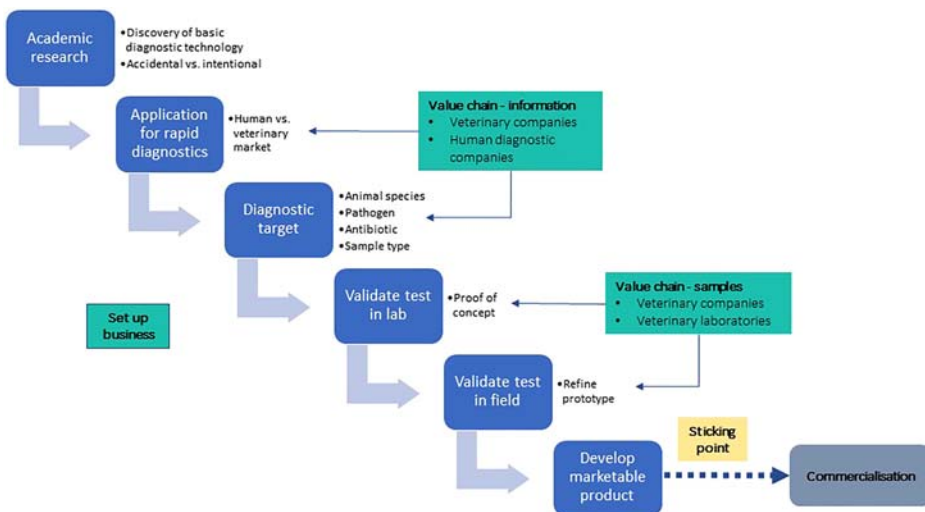 Academic
research
•Discovery of basic
diagnostic technology
•Accidental vs. intentional
Application
for rapid
diagnostics
•Human vs.
veterinary
market
Value chain - information
• Veterinary companies
• Human diagnostic
companies
Diagnostic
target
•Animal species
•Pathogen
•Antibiotic
•Sample type
Set up
business
Validate test
in lab
•Proof of
concept
Value chain - samples
• Veterinary companies
• Veterinary laboratories
Validate test
in field
•Refine
prototype
Sticking
point
Develop
marketable
product
Commercialisation